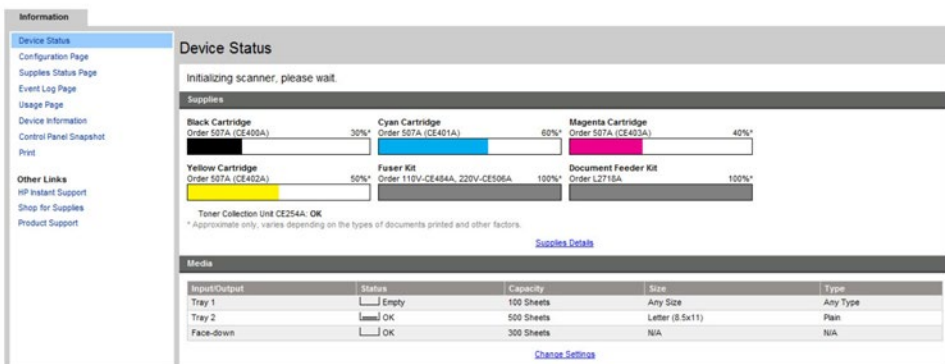 Information
Device Status
Configuration Page
Supplies Status Page
Event Log Page
Usage Page
Device Information
Control Panel Snapshot
Print
Other Links
HP Instant Support
Shop for Supplies
Product Support
Device Status
Initializing scanner, please wait.
Supplies
Black Cartridge
Order 507A (CE400A) 30%*
Cyan Cartridge
Order 507A (CE401A) 60%*
Magenta Cartridge
Order 507A (CE403A) 40%*
Yellow Cartridge
Order 507A (CE402A) 50%*
Fuser Kit
Order 110V-CE484A, 220V-CE506A 100%*
Document Feeder Kit
Order L2718A 100%*
Toner Collection Unit CE254A: OK
* Approximate only, varies depending on the types of documents printed and other factors.
Supplies Details
Media
Input/Output Status Capacity Size Type
Tray 1 Empty 100 Sheets Any Size Any Type
Tray 2 OK 500 Sheets Letter (8.5x11) Plain
Face-down OK 300 Sheets N/A N/A
Change Settings